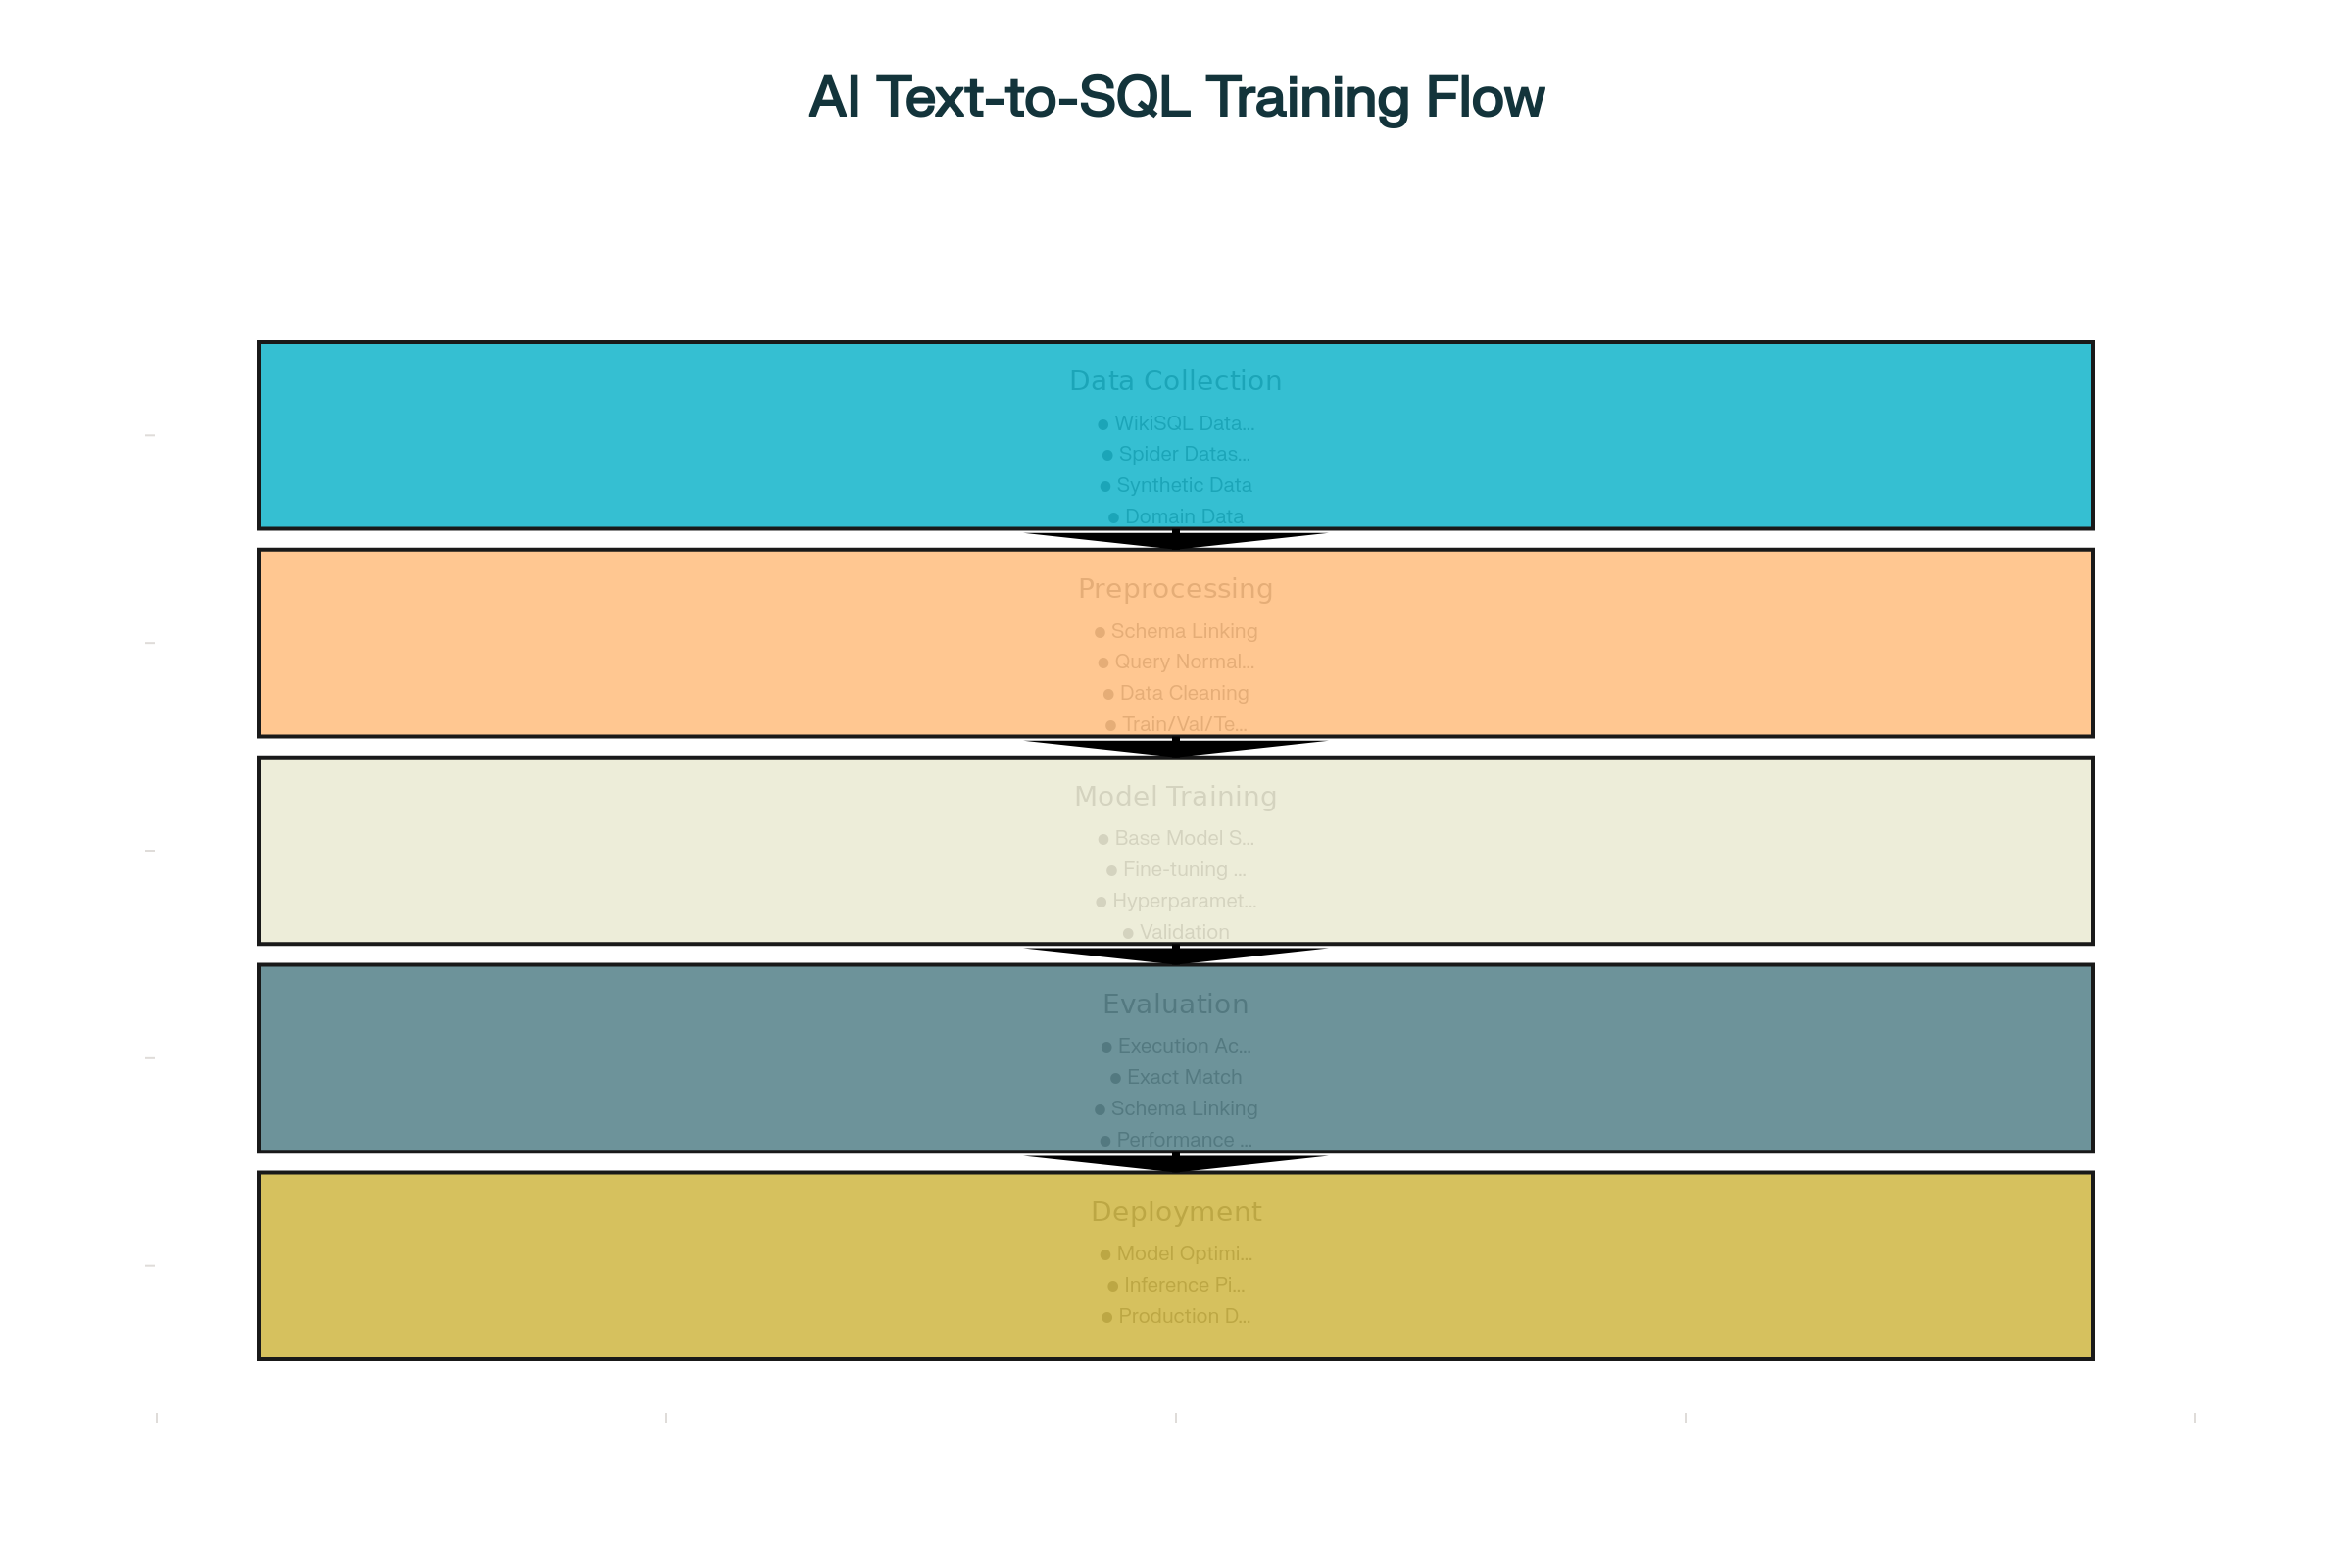 AI Text-to-SQL Training Flow
Data Collection
● WikiSQL Data...
● Spider Datas...
● Synthetic Data
● Domain Data
Preprocessing
● Schema Linking
● Query Normal...
● Data Cleaning
● Train/Val/Te...
Model Training
● Base Model S...
● Fine-tuning ...
● Hyperparamet...
● Validation
Evaluation
● Execution Ac...
● Exact Match
● Schema Linking
● Performance ...
Deployment
● Model Optimi...
● Inference Pi...
● Production D...